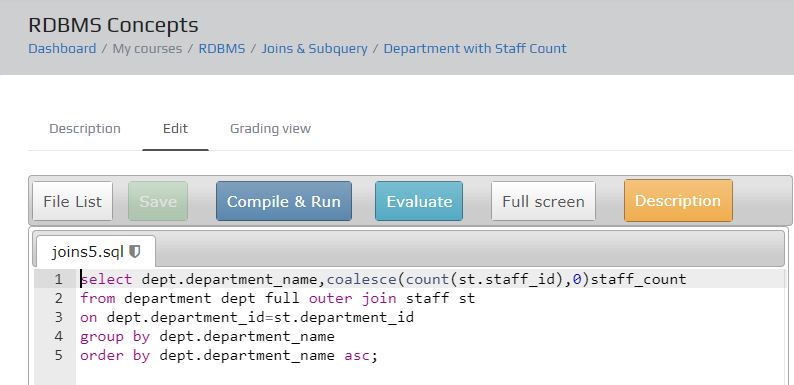 RDBMS Concepts
Dashboard / My courses / RDBMS / Joins & Subquery / Department with Staff Count
Description Edit Grading view
File List Save Compile & Run Evaluate Full screen Description
joins5.sql
1 select dept.department_name,coalesce(count(st.staff_id),0)staff_count
2 from department dept full outer join staff st
3 on dept.department_id=st.department_id
4 group by dept.department_name
5 order by dept.department_name asc;